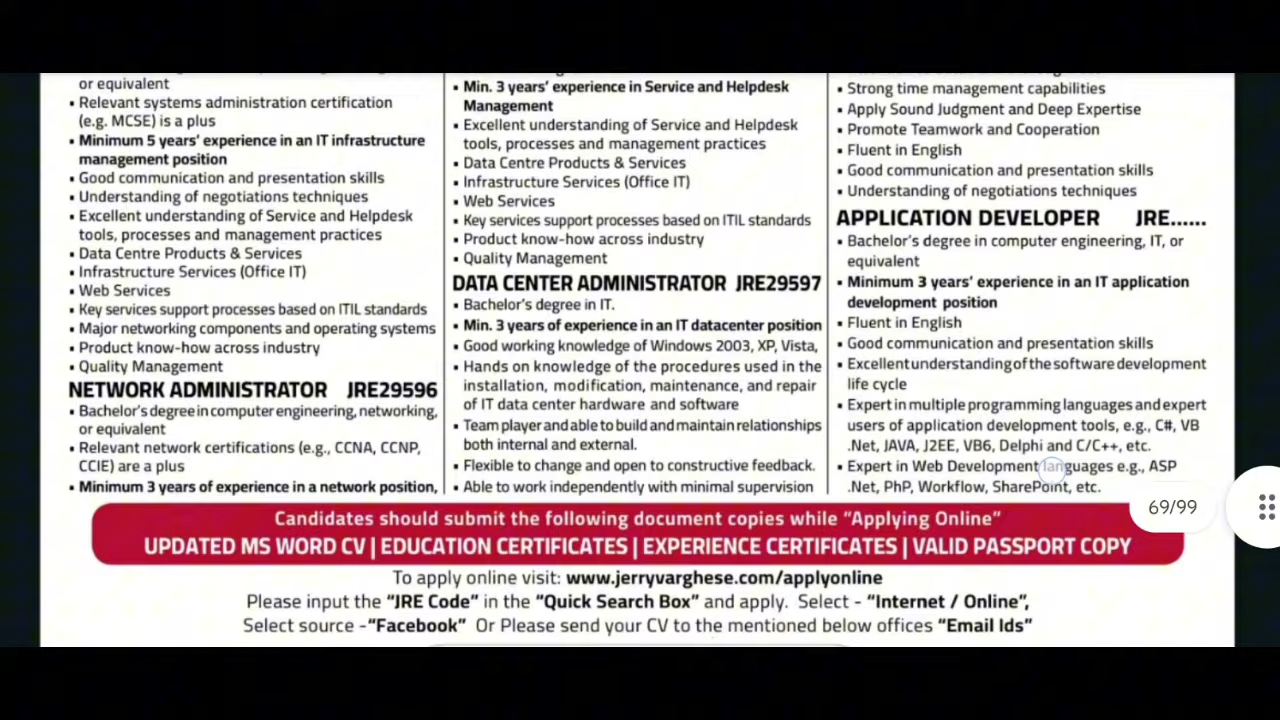 or equivalent
▪ Relevant systems administration certification
(e.g. MCSE) is a plus
▪ Minimum 5 years' experience in an IT infrastructure
management position
▪ Good communication and presentation skills
▪ Understanding of negotiations techniques
▪ Excellent understanding of Service and Helpdesk
tools, processes and management practices
▪ Data Centre Products & Services
▪ Infrastructure Services (Office IT)
▪ Web Services
▪ Key services support processes based on ITIL standards
▪ Major networking components and operating systems
▪ Product know-how across industry
▪ Quality Management
NETWORK ADMINISTRATOR JRE29596
▪ Bachelor's degree in computer engineering, networking,
or equivalent
▪ Relevant network certifications (e.g., CCNA, CCNP,
CCIE) are a plus
▪ Minimum 3 years of experience in a network position,
▪ Min. 3 years' experience in Service and Helpdesk
Management
▪ Excellent understanding of Service and Helpdesk
tools, processes and management practices
▪ Data Centre Products & Services
▪ Infrastructure Services (Office IT)
▪ Web Services
▪ Key services support processes based on ITIL standards
▪ Product know-how across industry
▪ Quality Management
DATA CENTER ADMINISTRATOR JRE29597
▪ Bachelor's degree in IT.
▪ Min. 3 years of experience in an IT datacenter position
▪ Good working knowledge of Windows 2003, XP, Vista,
▪ Hands on knowledge of the procedures used in the
installation, modification, maintenance, and repair
of IT data center hardware and software
▪ Team player and able to build and maintain relationships
both internal and external.
▪ Flexible to change and open to constructive feedback.
▪ Able to work independently with minimal supervision
▪ Strong time management capabilities
▪ Apply Sound Judgment and Deep Expertise
▪ Promote Teamwork and Cooperation
▪ Fluent in English
▪ Good communication and presentation skills
▪ Understanding of negotiations techniques
APPLICATION DEVELOPER JRE......
▪ Bachelor's degree in computer engineering, IT, or
equivalent
▪ Minimum 3 years' experience in an IT application
development position
▪ Fluent in English
▪ Good communication and presentation skills
▪ Excellent understanding of the software development
life cycle
▪ Expert in multiple programming languages and expert
users of application development tools, e.g., C#, VB
.Net, JAVA, J2EE, VB6, Delphi and C/C++, etc.
▪ Expert in Web Development languages e.g., ASP
.Net, PhP, Workflow, SharePoint, etc.
69/99
Candidates should submit the following document copies while "Applying Online"
UPDATED MS WORD CV | EDUCATION CERTIFICATES | EXPERIENCE CERTIFICATES | VALID PASSPORT COPY
To apply online visit: www.jerryvarghese.com/applyonline
Please input the "JRE Code" in the "Quick Search Box" and apply. Select - "Internet / Online",
Select source -"Facebook" Or Please send your CV to the mentioned below offices "Email Ids"